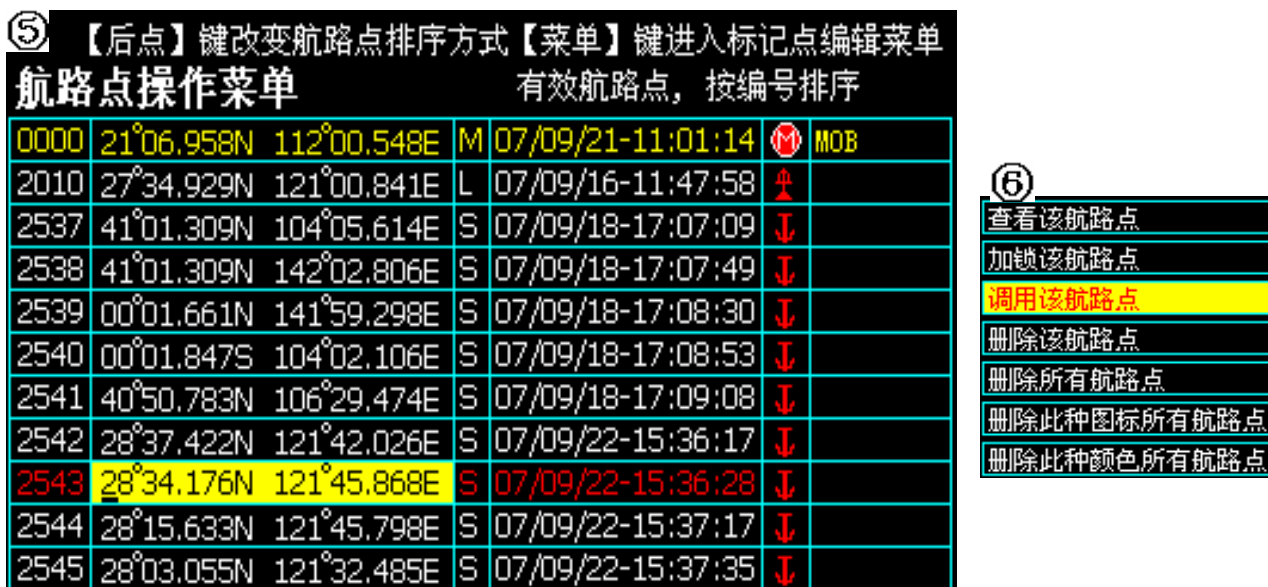 ⑤ 【后点】键改变航路点排序方式【菜单】键进入标记点编辑菜单
航路点操作菜单 有效航路点, 按编号排序
0000 21°06.958N 112°00.548E M 07/09/21-11:01:14 M MOB
2010 27°34.929N 121°00.841E L 07/09/16-11:47:58
2537 41°01.309N 104°05.614E S 07/09/18-17:07:09
2538 41°01.309N 142°02.806E S 07/09/18-17:07:49
2539 00°01.661N 141°59.298E S 07/09/18-17:08:30
2540 00°01.847S 104°02.106E S 07/09/18-17:08:53
2541 40°50.783N 106°29.474E S 07/09/18-17:09:08
2542 28°37.422N 121°42.026E S 07/09/22-15:36:17
2543 28°34.176N 121°45.868E S 07/09/22-15:36:28
2544 28°15.633N 121°45.798E S 07/09/22-15:37:17
2545 28°03.055N 121°32.485E S 07/09/22-15:37:35
⑥
查看该航路点
加锁该航路点
调用该航路点
删除该航路点
删除所有航路点
删除此种图标所有航路点
删除此种颜色所有航路点